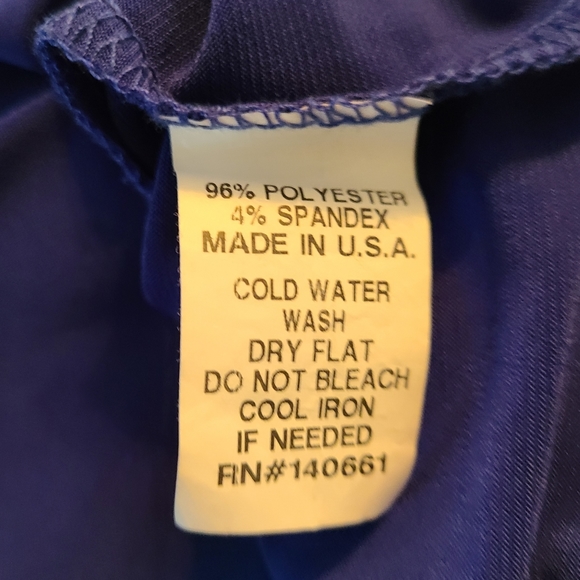 96% POLYESTER
4% SPANDEX
MADE IN U.S.A.
COLD WATER
WASH
DRY FLAT
DO NOT BLEACH
COOL IRON
IF NEEDED
RN#140661